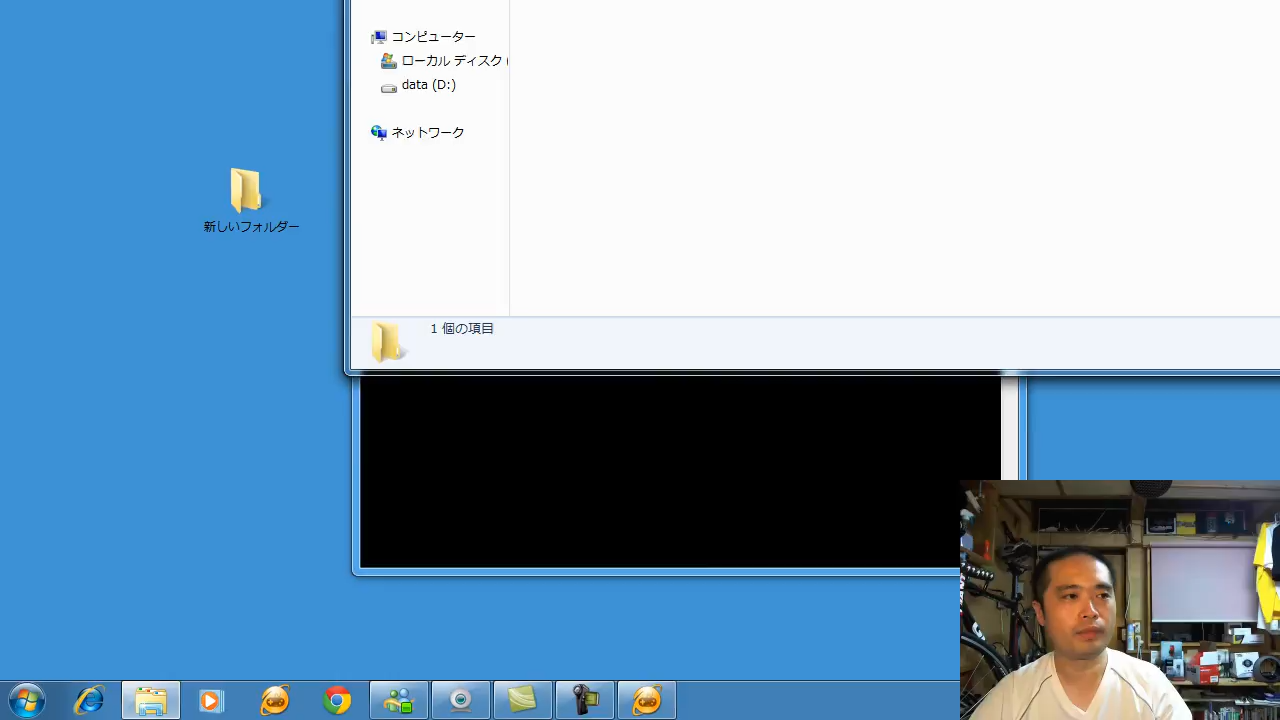 コンピューター
ローカル ディスク (
data (D:)
ネットワーク
新しいフォルダー
1 個の項目